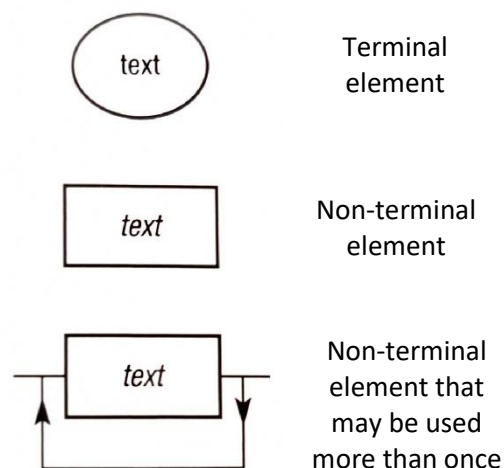 text
Terminal
element
text
Non-terminal
element
text
Non-terminal
element that
may be used
more than once